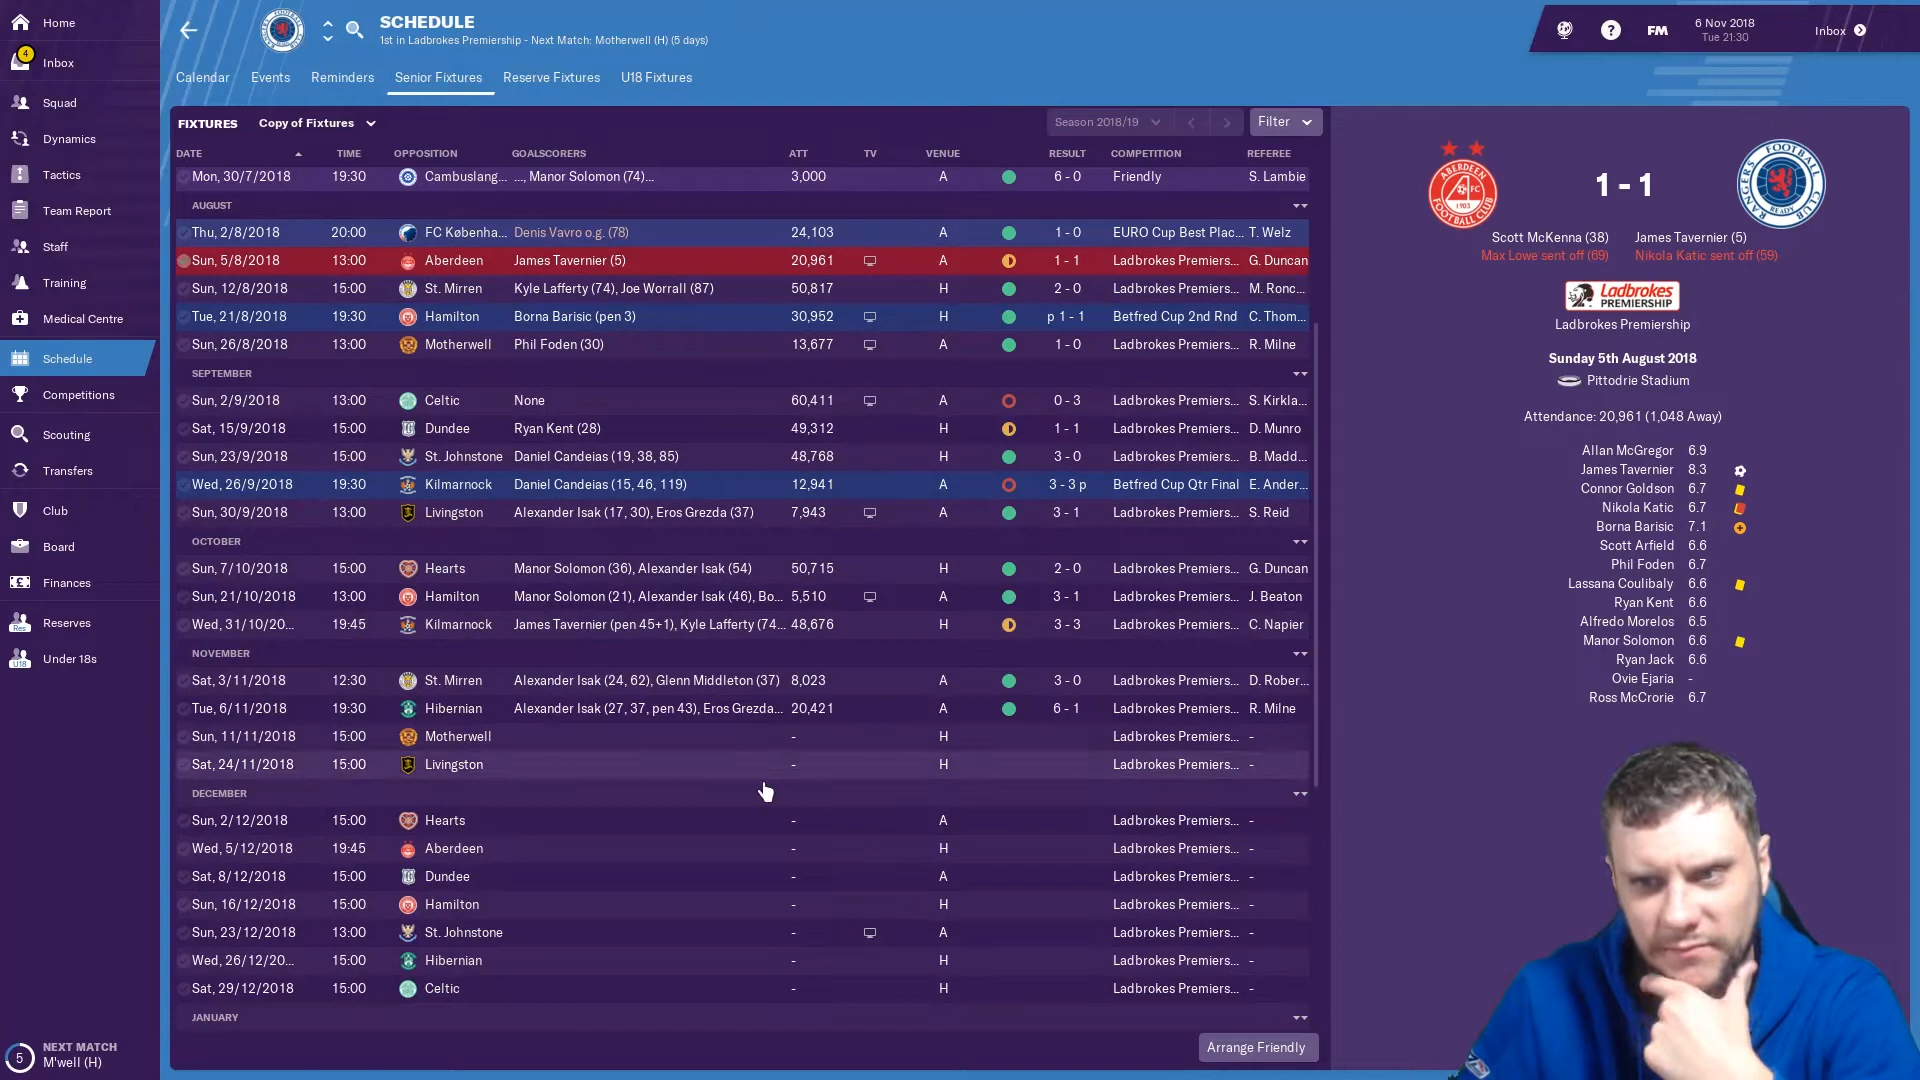 Home
4
Inbox
Squad
Dynamics
Staff
Tactics
Team Report
Training
Medical Centre
Schedule
Competitions
Scouting
Transfers
Club
Board
Finances
Reserves
Under 18s
NEXT MATCH
5 M'well (H)
SCHEDULE
1st in Ladbrokes Premiership - Next Match: Motherwell (H) (5 days)
FM
6 Nov 2018
Tue 21:30
Inbox
Calendar Events Reminders Senior Fixtures Reserve Fixtures U18 Fixtures
FIXTURES Copy of Fixtures Season 2018/19 Filter
DATE TIME OPPOSITION GOALSCORERS ATT TV VENUE RESULT COMPETITION REFEREE
Mon, 30/7/2018 19:30 Cambuslang... ..., Manor Solomon (74)... 3,000 A 6 - 0 Friendly S. Lambie
AUGUST
Thu, 2/8/2018 20:00 FC Københa... Denis Vavro o.g. (78) 24,103 A 1 - 0 EURO Cup Best Plac... T. Welz
Sun, 5/8/2018 13:00 Aberdeen James Tavernier (5) 20,961 A 1 - 1 Ladbrokes Premiers... G. Duncan
Sun, 12/8/2018 15:00 St. Mirren Kyle Lafferty (74), Joe Worrall (87) 50,817 H 2 - 0 Ladbrokes Premiers... M. Ronc...
Tue, 21/8/2018 19:30 Hamilton Borna Barisic (pen 3) 30,952 H p 1 - 1 Betfred Cup 2nd Rnd C. Thom...
Sun, 26/8/2018 13:00 Motherwell Phil Foden (30) 13,677 A 1 - 0 Ladbrokes Premiers... R. Milne
SEPTEMBER
Sun, 2/9/2018 13:00 Celtic None 60,411 A 0 - 3 Ladbrokes Premiers... S. Kirkla...
Sat, 15/9/2018 15:00 Dundee Ryan Kent (28) 49,312 H 1 - 1 Ladbrokes Premiers... D. Munro
Sun, 23/9/2018 15:00 St. Johnstone Daniel Candeias (19, 38, 85) 48,768 H 3 - 0 Ladbrokes Premiers... B. Madd...
Wed, 26/9/2018 19:30 Kilmarnock Daniel Candeias (15, 46, 119) 12,941 A 3 - 3 p Betfred Cup Qtr Final E. Ander...
Sun, 30/9/2018 13:00 Livingston Alexander Isak (17, 30), Eros Grezda (37) 7,943 A 3 - 1 Ladbrokes Premiers... S. Reid
OCTOBER
Sun, 7/10/2018 15:00 Hearts Manor Solomon (36), Alexander Isak (54) 50,715 H 2 - 0 Ladbrokes Premiers... G. Duncan
Sun, 21/10/2018 13:00 Hamilton Manor Solomon (21), Alexander Isak (46), Bo... 5,510 A 3 - 1 Ladbrokes Premiers... J. Beaton
Wed, 31/10/20... 19:45 Kilmarnock James Tavernier (pen 45+1), Kyle Lafferty (74... 48,676 H 3 - 3 Ladbrokes Premiers... C. Napier
NOVEMBER
Sat, 3/11/2018 12:30 St. Mirren Alexander Isak (24, 62), Glenn Middleton (37) 8,023 A 3 - 0 Ladbrokes Premiers... D. Rober...
Tue, 6/11/2018 19:30 Hibernian Alexander Isak (27, 37, pen 43), Eros Grezda... 20,421 A 6 - 1 Ladbrokes Premiers... R. Milne
Sun, 11/11/2018 15:00 Motherwell - H Ladbrokes Premiers... -
Sat, 24/11/2018 15:00 Livingston - H Ladbrokes Premiers... -
DECEMBER
Sun, 2/12/2018 15:00 Hearts - A Ladbrokes Premiers... -
Wed, 5/12/2018 19:45 Aberdeen - H Ladbrokes Premiers... -
Sat, 8/12/2018 15:00 Dundee - A Ladbrokes Premiers... -
Sun, 16/12/2018 15:00 Hamilton - H Ladbrokes Premiers... -
Sun, 23/12/2018 13:00 St. Johnstone - A Ladbrokes Premiers... -
Wed, 26/12/20... 15:00 Hibernian - H Ladbrokes Premiers... -
Sat, 29/12/2018 15:00 Celtic - H Ladbrokes Premiers... -
JANUARY
Arrange Friendly
1 - 1
Scott McKenna (38) James Tavernier (5)
Max Lowe sent off (69) Nikola Katic sent off (59)
Ladbrokes
PREMIERSHIP
Ladbrokes Premiership
Sunday 5th August 2018
Pittodrie Stadium
Attendance: 20,961 (1,048 Away)
Allan McGregor 6.9
James Tavernier 8.3
Connor Goldson 6.7
Nikola Katic 6.7
Borna Barisic 7.1
Scott Arfield 6.6
Phil Foden 6.7
Lassana Coulibaly 6.6
Ryan Kent 6.6
Alfredo Morelos 6.5
Manor Solomon 6.6
Ryan Jack 6.6
Ovie Ejaria -
Ross McCrorie 6.7